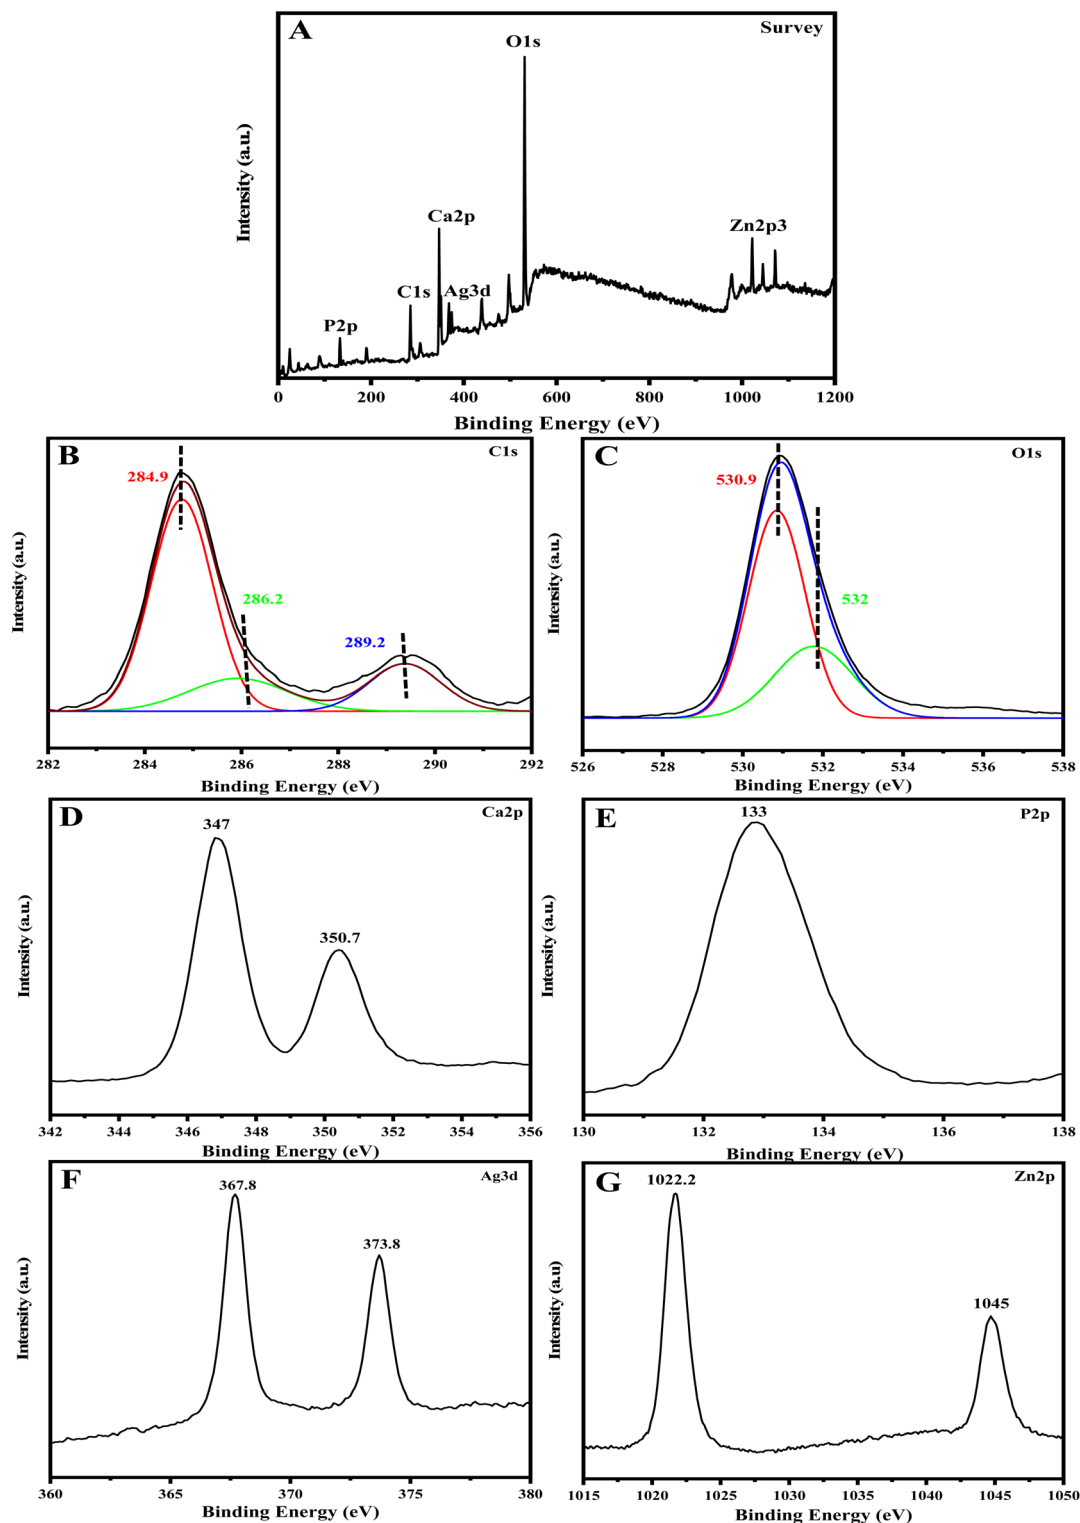 A
Survey
O1s
Ca2p
Zn2p3
C1s
Ag3d
P2p
Intensity (a.u.)
0 200 400 600 800 1000 1200
Binding Energy (eV)
B
C1s
284.9
286.2
289.2
Intensity (a.u.)
282 284 286 288 290 292
Binding Energy (eV)
C
O1s
530.9
532
Intensity (a.u.)
526 528 530 532 534 536 538
Binding Energy (eV)
D
Ca2p
347
350.7
Intensity (a.u.)
342 344 346 348 350 352 354 356
Binding Energy (eV)
E
P2p
133
Intensity (a.u.)
130 132 134 136 138
Binding Energy (eV)
F
Ag3d
367.8
373.8
Intensity (a.u.)
360 365 370 375 380
Binding Energy (eV)
G
Zn2p
1022.2
1045
Intensity (a.u)
1015 1020 1025 1030 1035 1040 1045 1050
Binding Energy (eV)